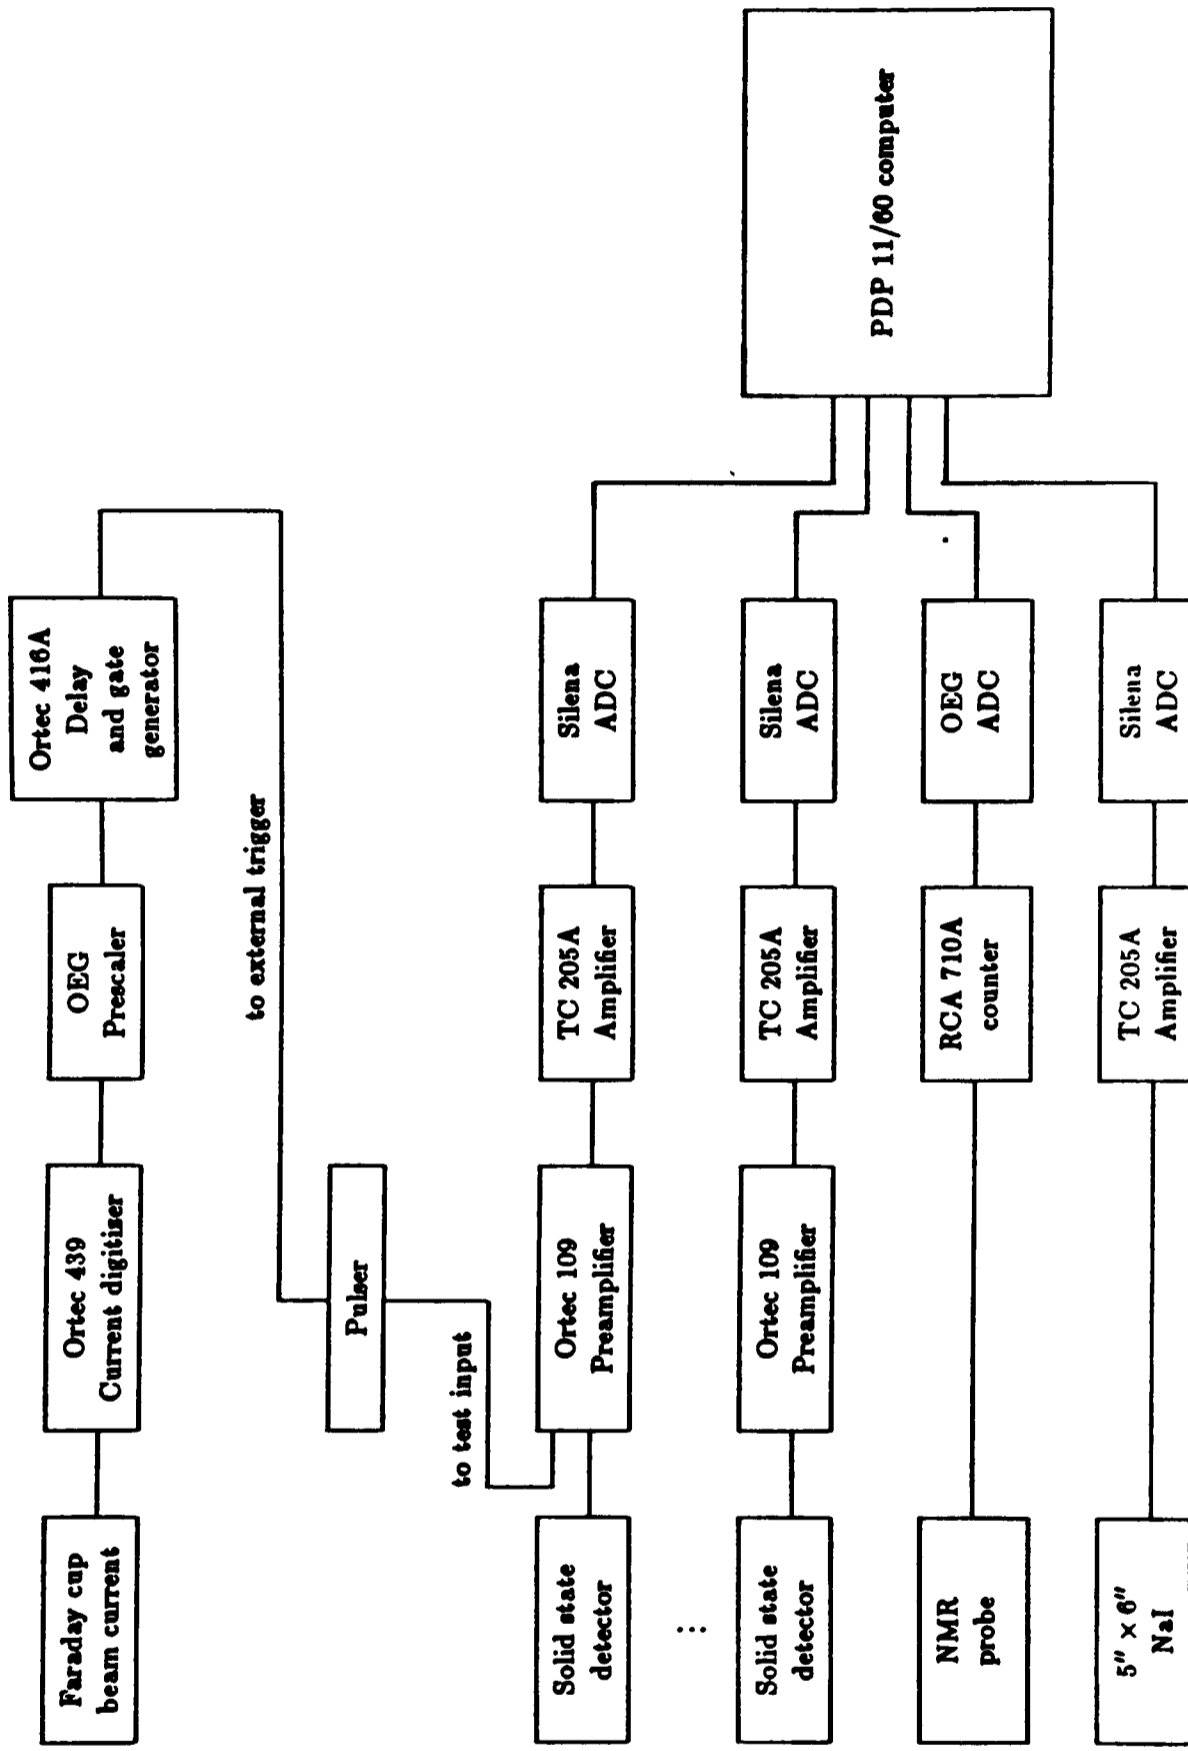 Faraday cup
beam current
Ortec 439
Current digitizer
OEG
Prescaler
Ortec 416A
Delay
and gate
generator
to external trigger
Pulser
to test input
Solid state
detector
Ortec 109
Preamplifier
TC 205A
Amplifier
Silena
ADC
⋮
Solid state
detector
Ortec 109
Preamplifier
TC 205A
Amplifier
Silena
ADC
NMR
probe
RCA 710A
counter
OEG
ADC
5″ × 6″
NaI
TC 205A
Amplifier
Silena
ADC
PDP 11/60 computer